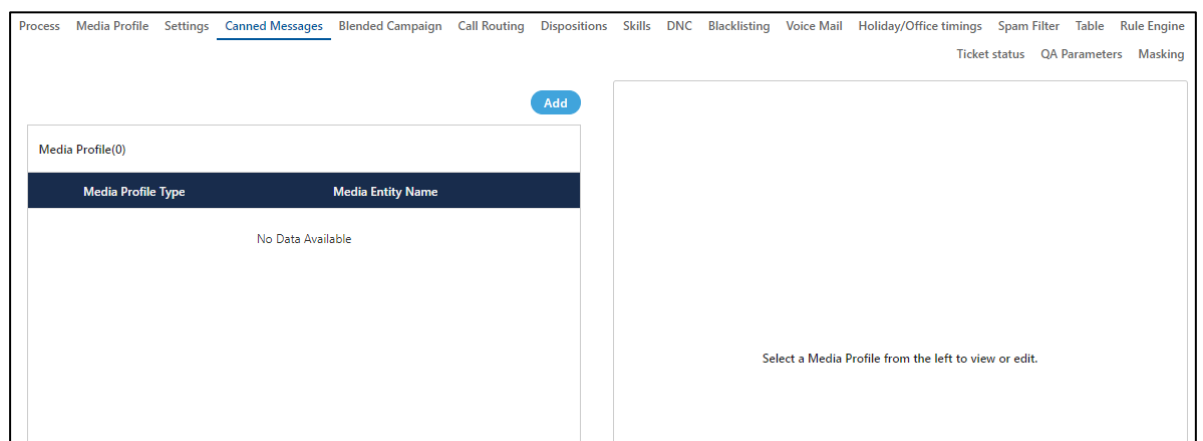 Process Media Profile Settings Canned Messages Blended Campaign Call Routing Dispositions Skills DNC Blacklisting Voice Mail Holiday/Office timings Spam Filter Table Rule Engine
Ticket status QA Parameters Masking
Add
Media Profile(0)
Media Profile Type Media Entity Name
No Data Available
Select a Media Profile from the left to view or edit.